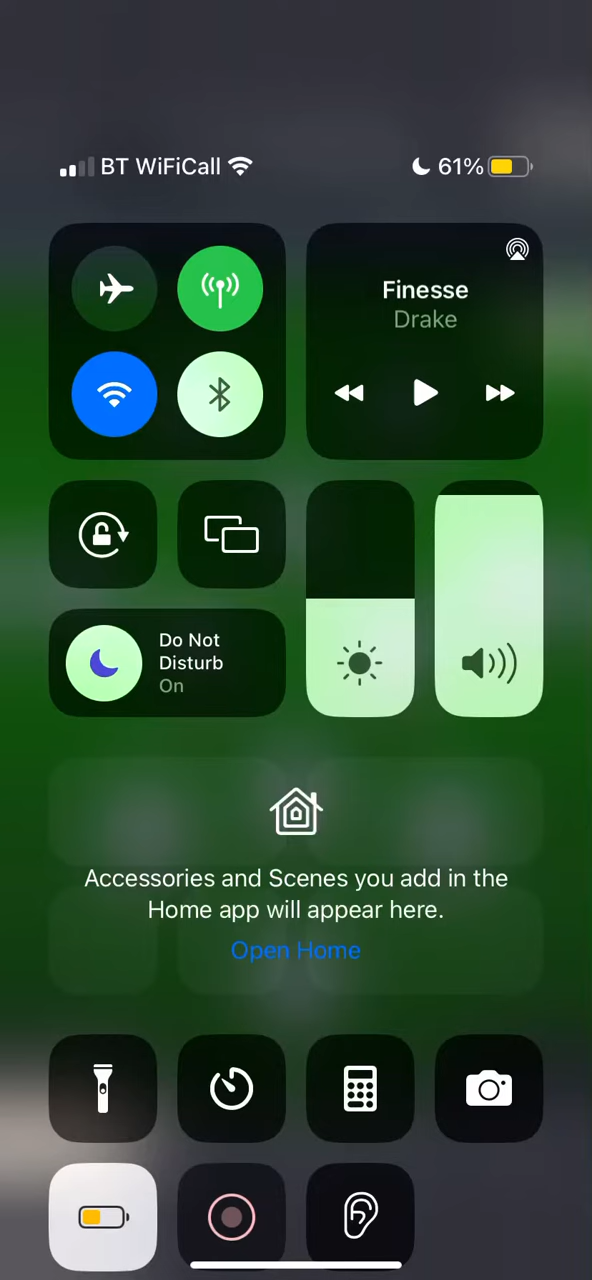 BT WiFiCall 61%
Finesse
Drake
Do Not
Disturb
On
Accessories and Scenes you add in the
Home app will appear here.
Open Home